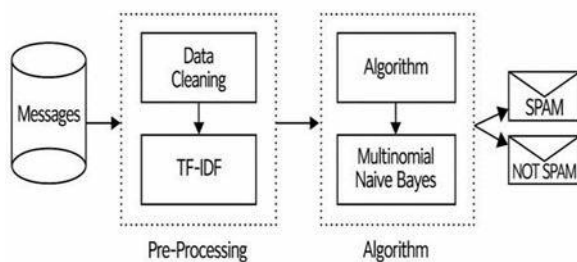 Messages
Data
Cleaning
TF-IDF
Pre-Processing
Algorithm
Multinomial
Naive Bayes
Algorithm
SPAM
NOT SPAM